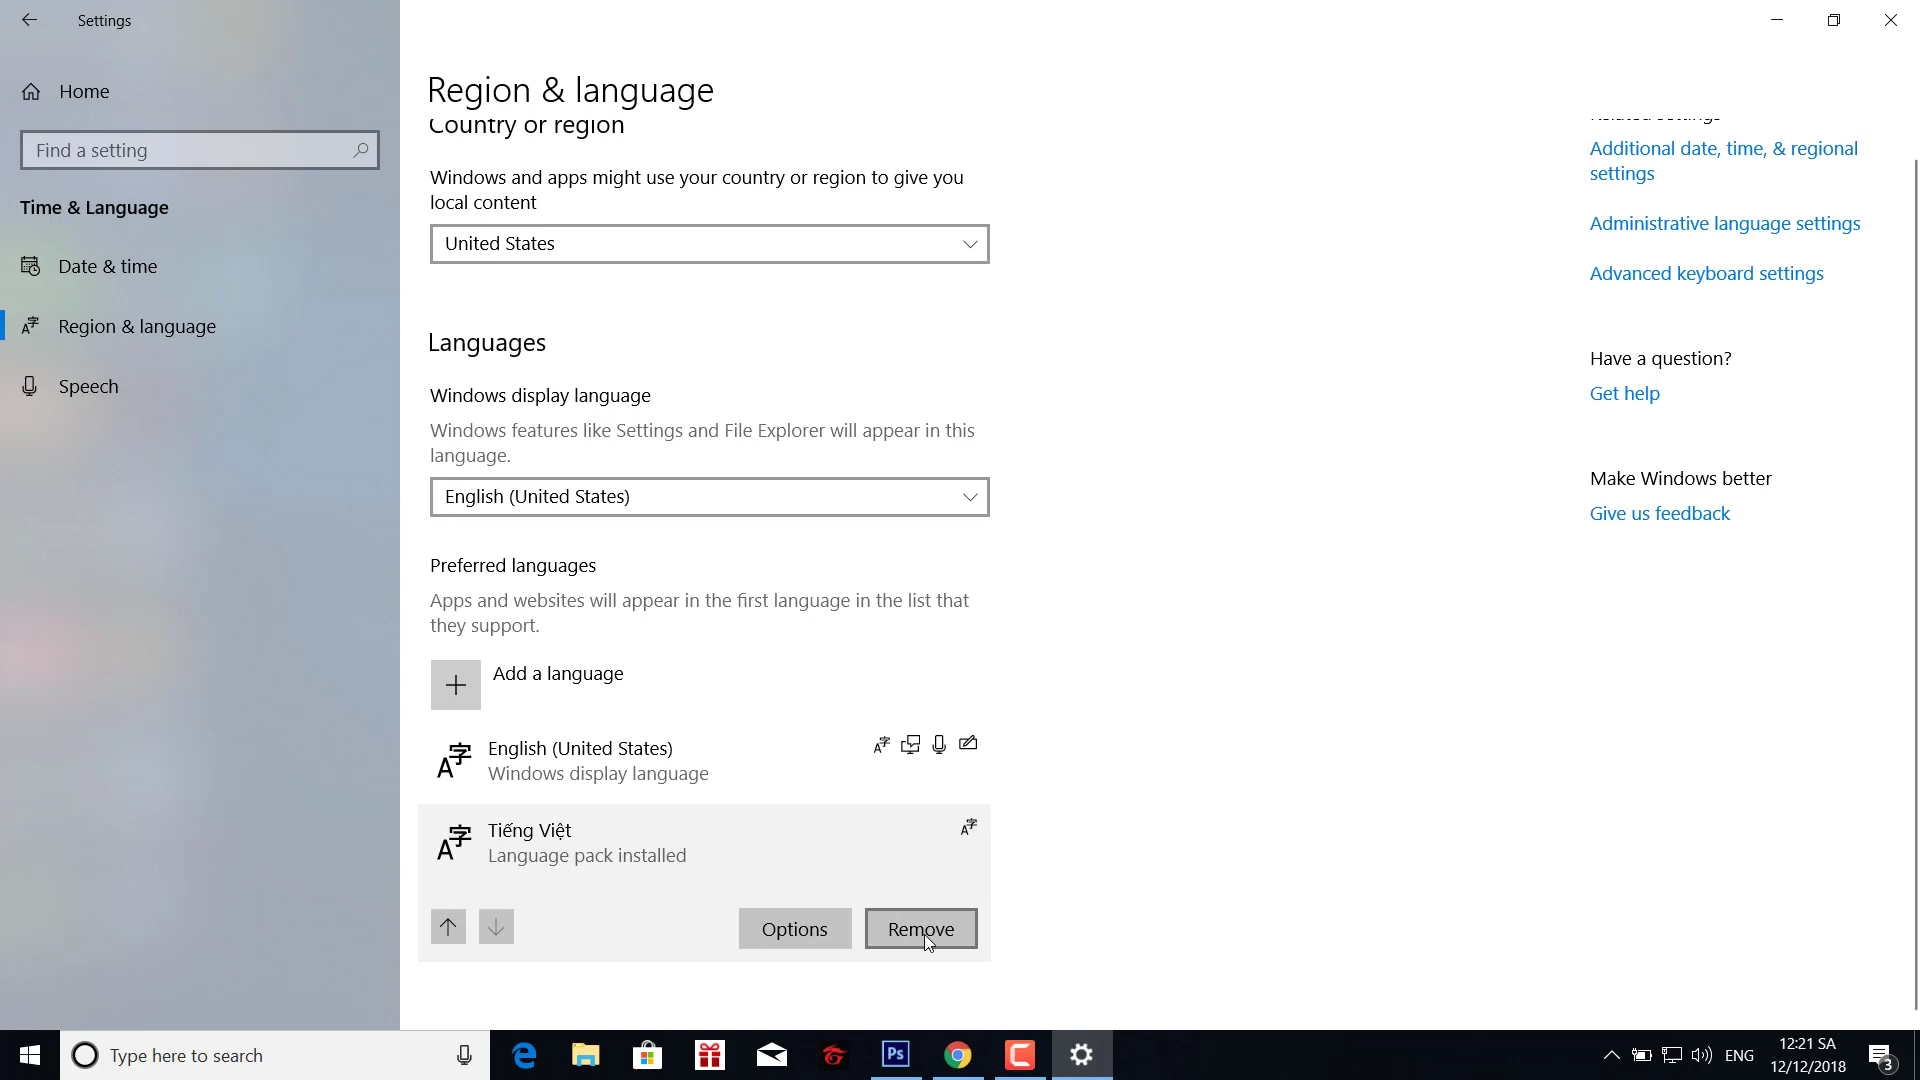 Settings
Home
Find a setting
Time & Language
Date & time
Region & language
Speech
Region & language
Country or region
Windows and apps might use your country or region to give you
local content
United States
Languages
Windows display language
Windows features like Settings and File Explorer will appear in this
language.
English (United States)
Preferred languages
Apps and websites will appear in the first language in the list that
they support.
Add a language
English (United States)
Windows display language
Tiếng Việt
Language pack installed
Options
Remove
Additional date, time, & regional
settings
Administrative language settings
Advanced keyboard settings
Have a question?
Get help
Make Windows better
Give us feedback
Type here to search
Ps
ENG
12:21 SA
12/12/2018
3